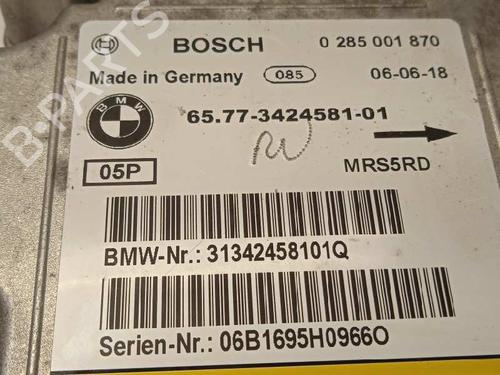 BOSCH 0 285 001 870
Made in Germany 085 06-06-18
BMW 65.77-3424581-01
05P MRS5RD
BMW-Nr.: 31342458101Q
Serien-Nr.: 06B1695H0966O
B-PARTS